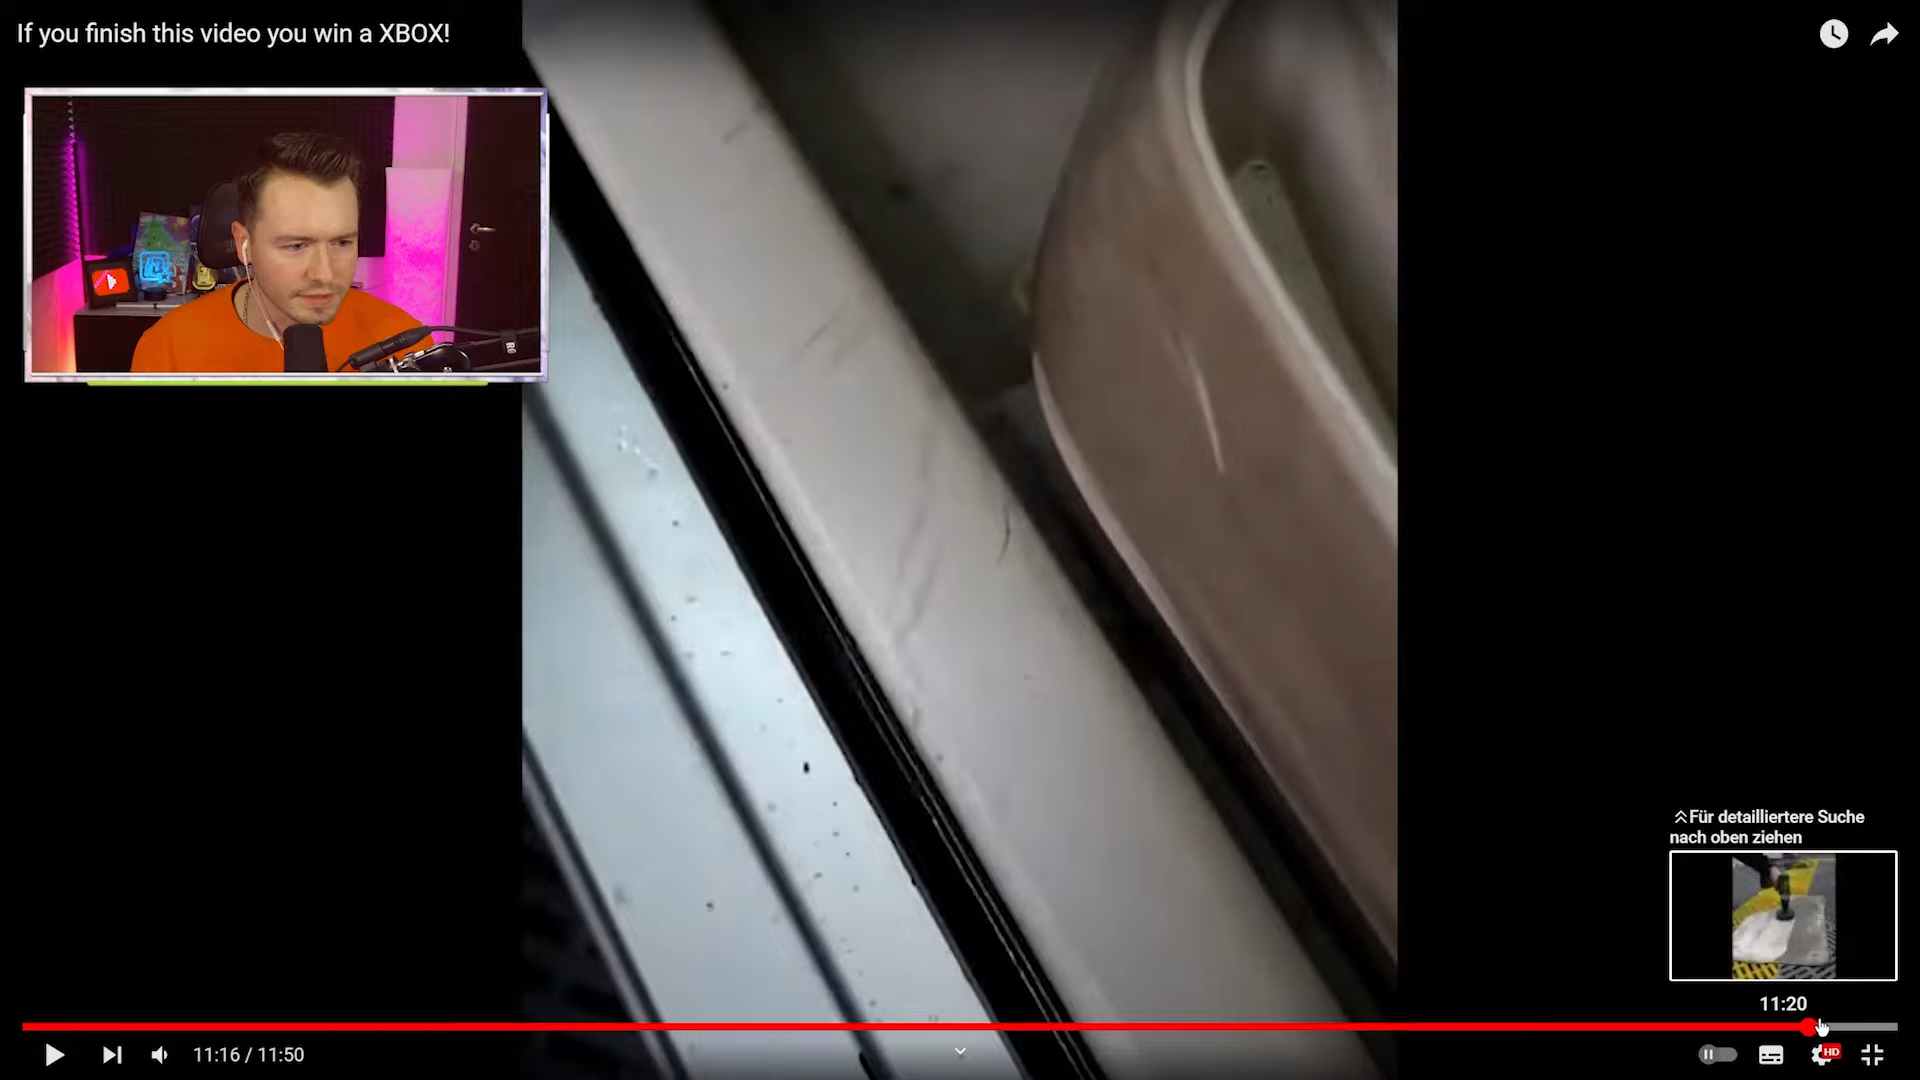 If you finish this video you win a XBOX!
Für detailliertere Suche
nach oben ziehen
11:20
11:16 / 11:50
HD